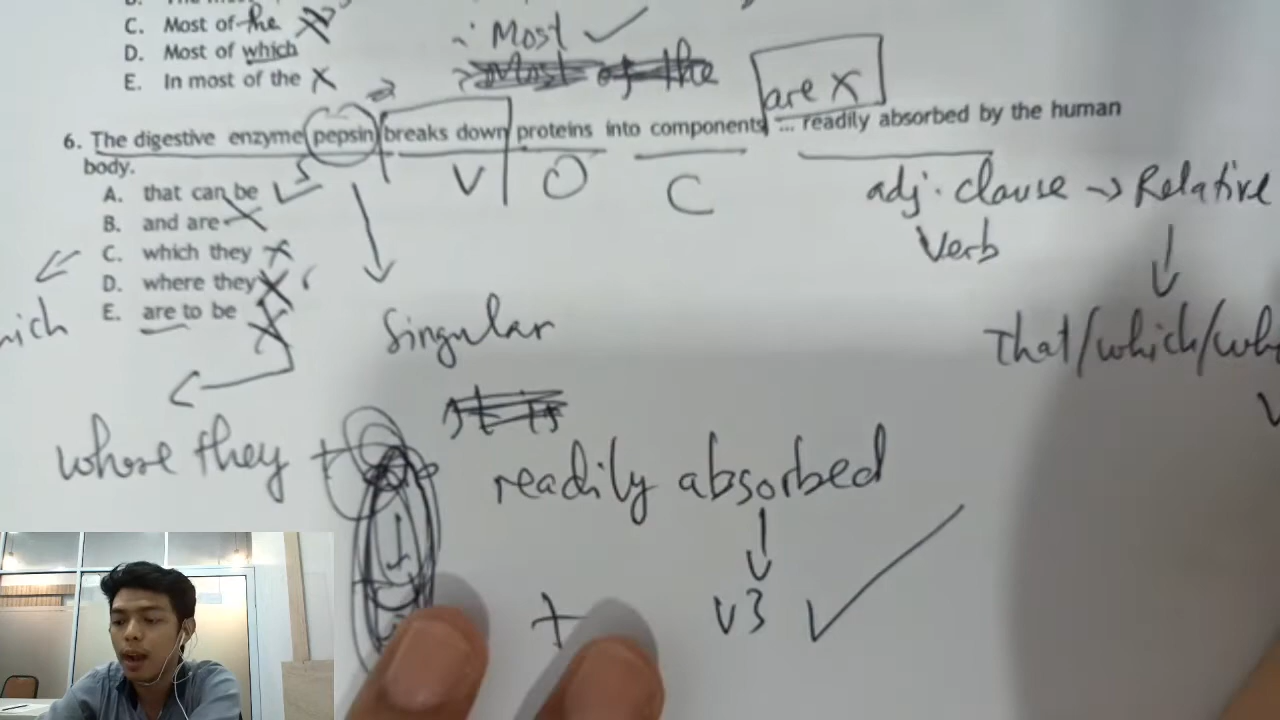 C. Most of the
D. Most of which
E. In most of the
Most
Most of the
are x
6. The digestive enzyme pepsin breaks down proteins into components ... readily absorbed by the human
body.
V O C
A. that can be
B. and are
C. which they
D. where they
E. are to be
S
adj. clause → Relative
Verb
Singular
That/which/
readily absorbed
they
+
V3